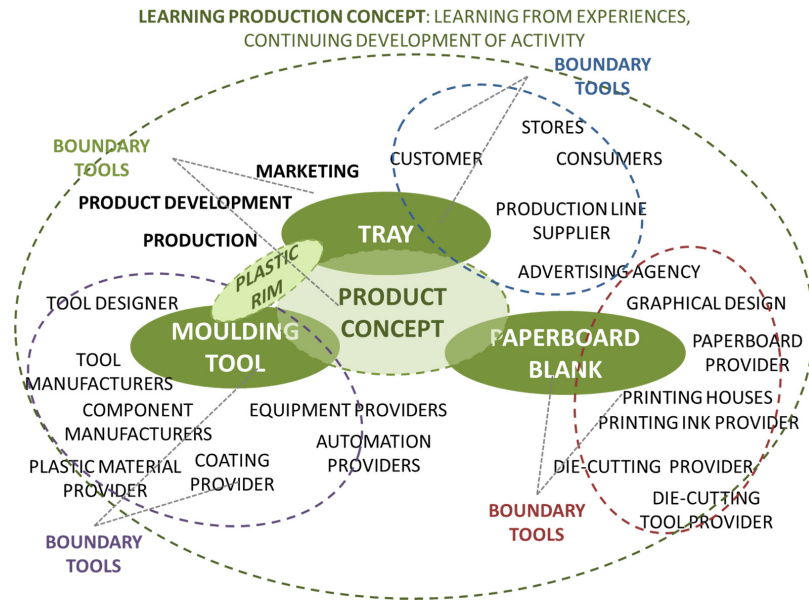 LEARNING PRODUCTION CONCEPT: LEARNING FROM EXPERIENCES,
CONTINUING DEVELOPMENT OF ACTIVITY
BOUNDARY
TOOLS
STORES
CUSTOMER
CONSUMERS
BOUNDARY
TOOLS
MARKETING
PRODUCT DEVELOPMENT
PRODUCTION
TRAY
PRODUCTION LINE
SUPPLIER
ADVERTISING AGENCY
PLASTIC
RIM
PRODUCT
CONCEPT
TOOL DESIGNER
MOULDING
TOOL
PAPERBOARD
BLANK
GRAPHICAL DESIGN
PAPERBOARD
PROVIDER
TOOL
MANUFACTURERS
COMPONENT
MANUFACTURERS
EQUIPMENT PROVIDERS
AUTOMATION
PROVIDERS
PRINTING HOUSES
PRINTING INK PROVIDER
PLASTIC MATERIAL
PROVIDER
COATING
PROVIDER
DIE-CUTTING PROVIDER
DIE-CUTTING
TOOL PROVIDER
BOUNDARY
TOOLS
BOUNDARY
TOOLS